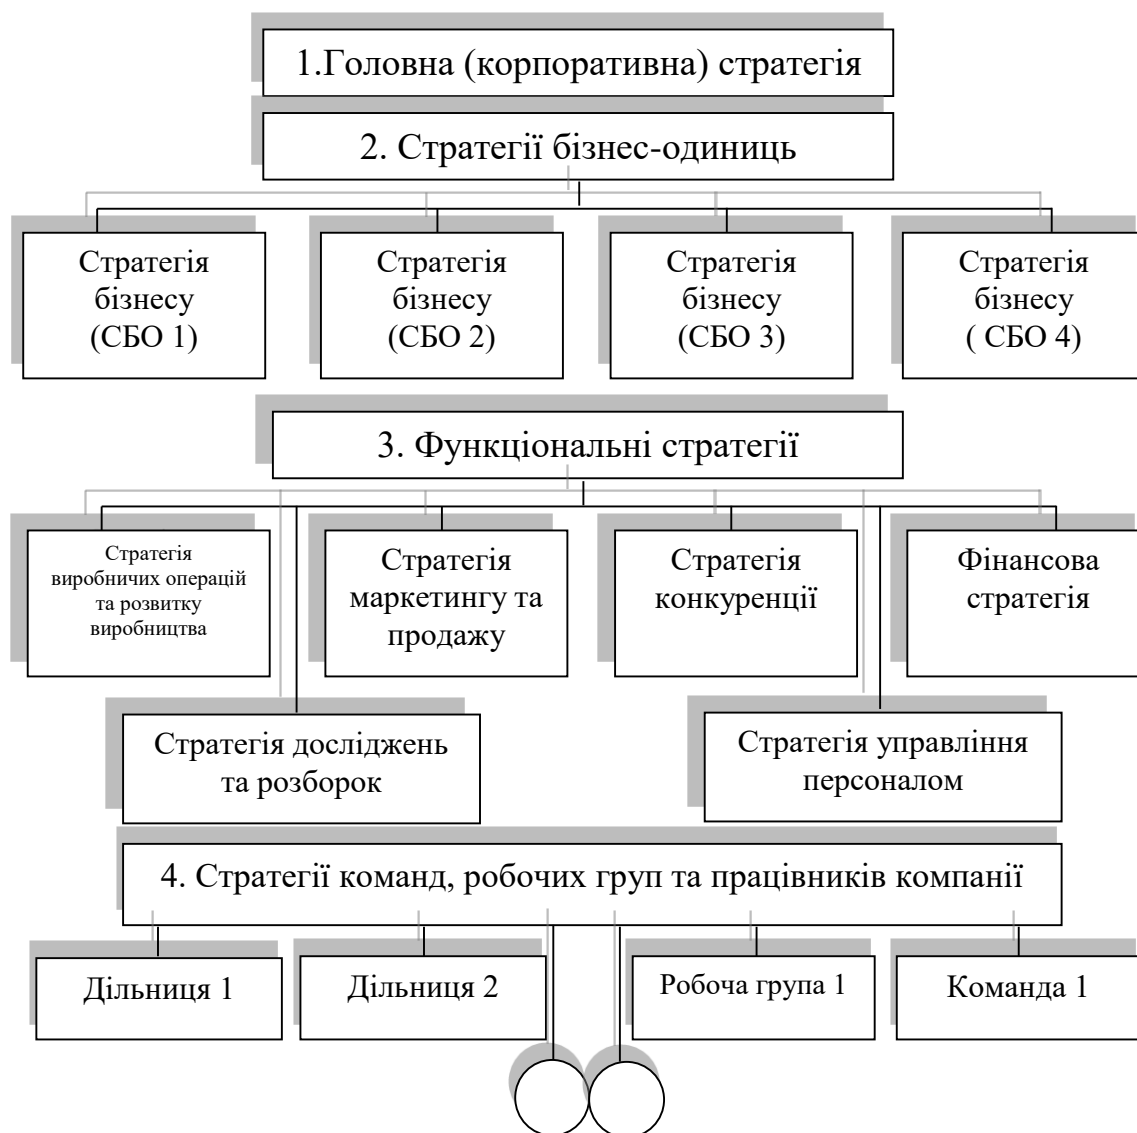 1.Головна (корпоративна) стратегія
2. Стратегії бізнес-одиниць
Стратегія
бізнесу
(СБО 1)
Стратегія
бізнесу
(СБО 2)
Стратегія
бізнесу
(СБО 3)
Стратегія
бізнесу
( СБО 4)
3. Функціональні стратегії
Стратегія
виробничих операцій
та розвитку
виробництва
Стратегія
маркетингу та
продажу
Стратегія
конкуренції
Фінансова
стратегія
Стратегія досліджень
та розборок
Стратегія управління
персоналом
4. Стратегії команд, робочих груп та працівників компанії
Дільниця 1
Дільниця 2
Робоча група 1
Команда 1